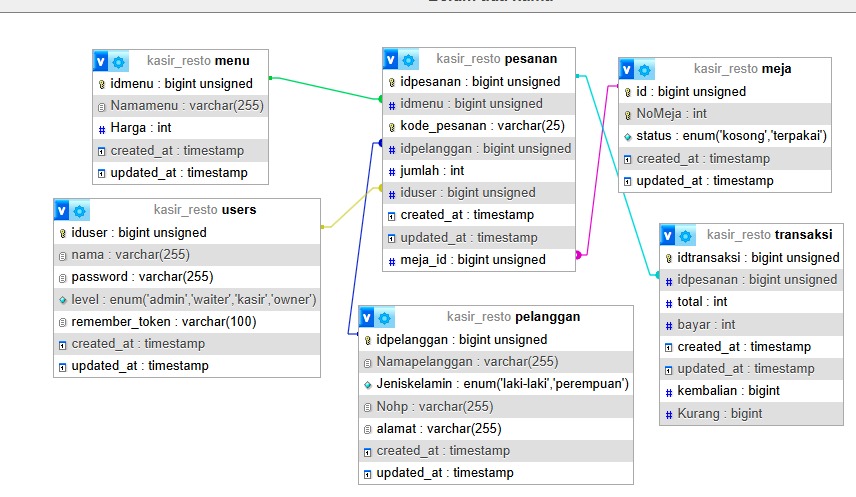 kasir_resto menu
idmenu : bigint unsigned
Namamenu : varchar(255)
Harga : int
created_at : timestamp
updated_at : timestamp
kasir_resto pesanan
idpesanan : bigint unsigned
idmenu : bigint unsigned
kode_pesanan : varchar(25)
idpelanggan : bigint unsigned
jumlah : int
iduser : bigint unsigned
created_at : timestamp
updated_at : timestamp
meja_id : bigint unsigned
kasir_resto meja
id : bigint unsigned
NoMeja : int
status : enum('kosong','terpakai')
created_at : timestamp
updated_at : timestamp
kasir_resto users
iduser : bigint unsigned
nama : varchar(255)
password : varchar(255)
level : enum('admin','waiter','kasir','owner')
remember_token : varchar(100)
created_at : timestamp
updated_at : timestamp
kasir_resto pelanggan
idpelanggan : bigint unsigned
Namapelanggan : varchar(255)
Jeniskelamin : enum('laki-laki','perempuan')
Nohp : varchar(255)
alamat : varchar(255)
created_at : timestamp
updated_at : timestamp
kasir_resto transaksi
idtransaksi : bigint unsigned
idpesanan : bigint unsigned
total : int
bayar : int
created_at : timestamp
updated_at : timestamp
kembalian : bigint
Kurang : bigint